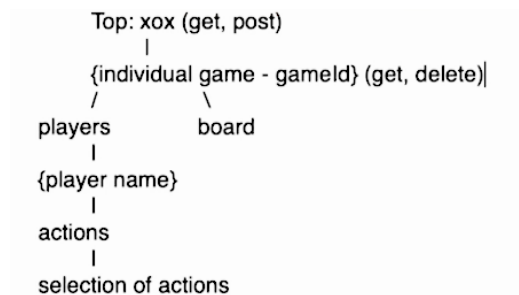 Top: xox (get, post)
|
{individual game - gameId} (get, delete)
/ \
players board
|
{player name}
|
actions
|
selection of actions